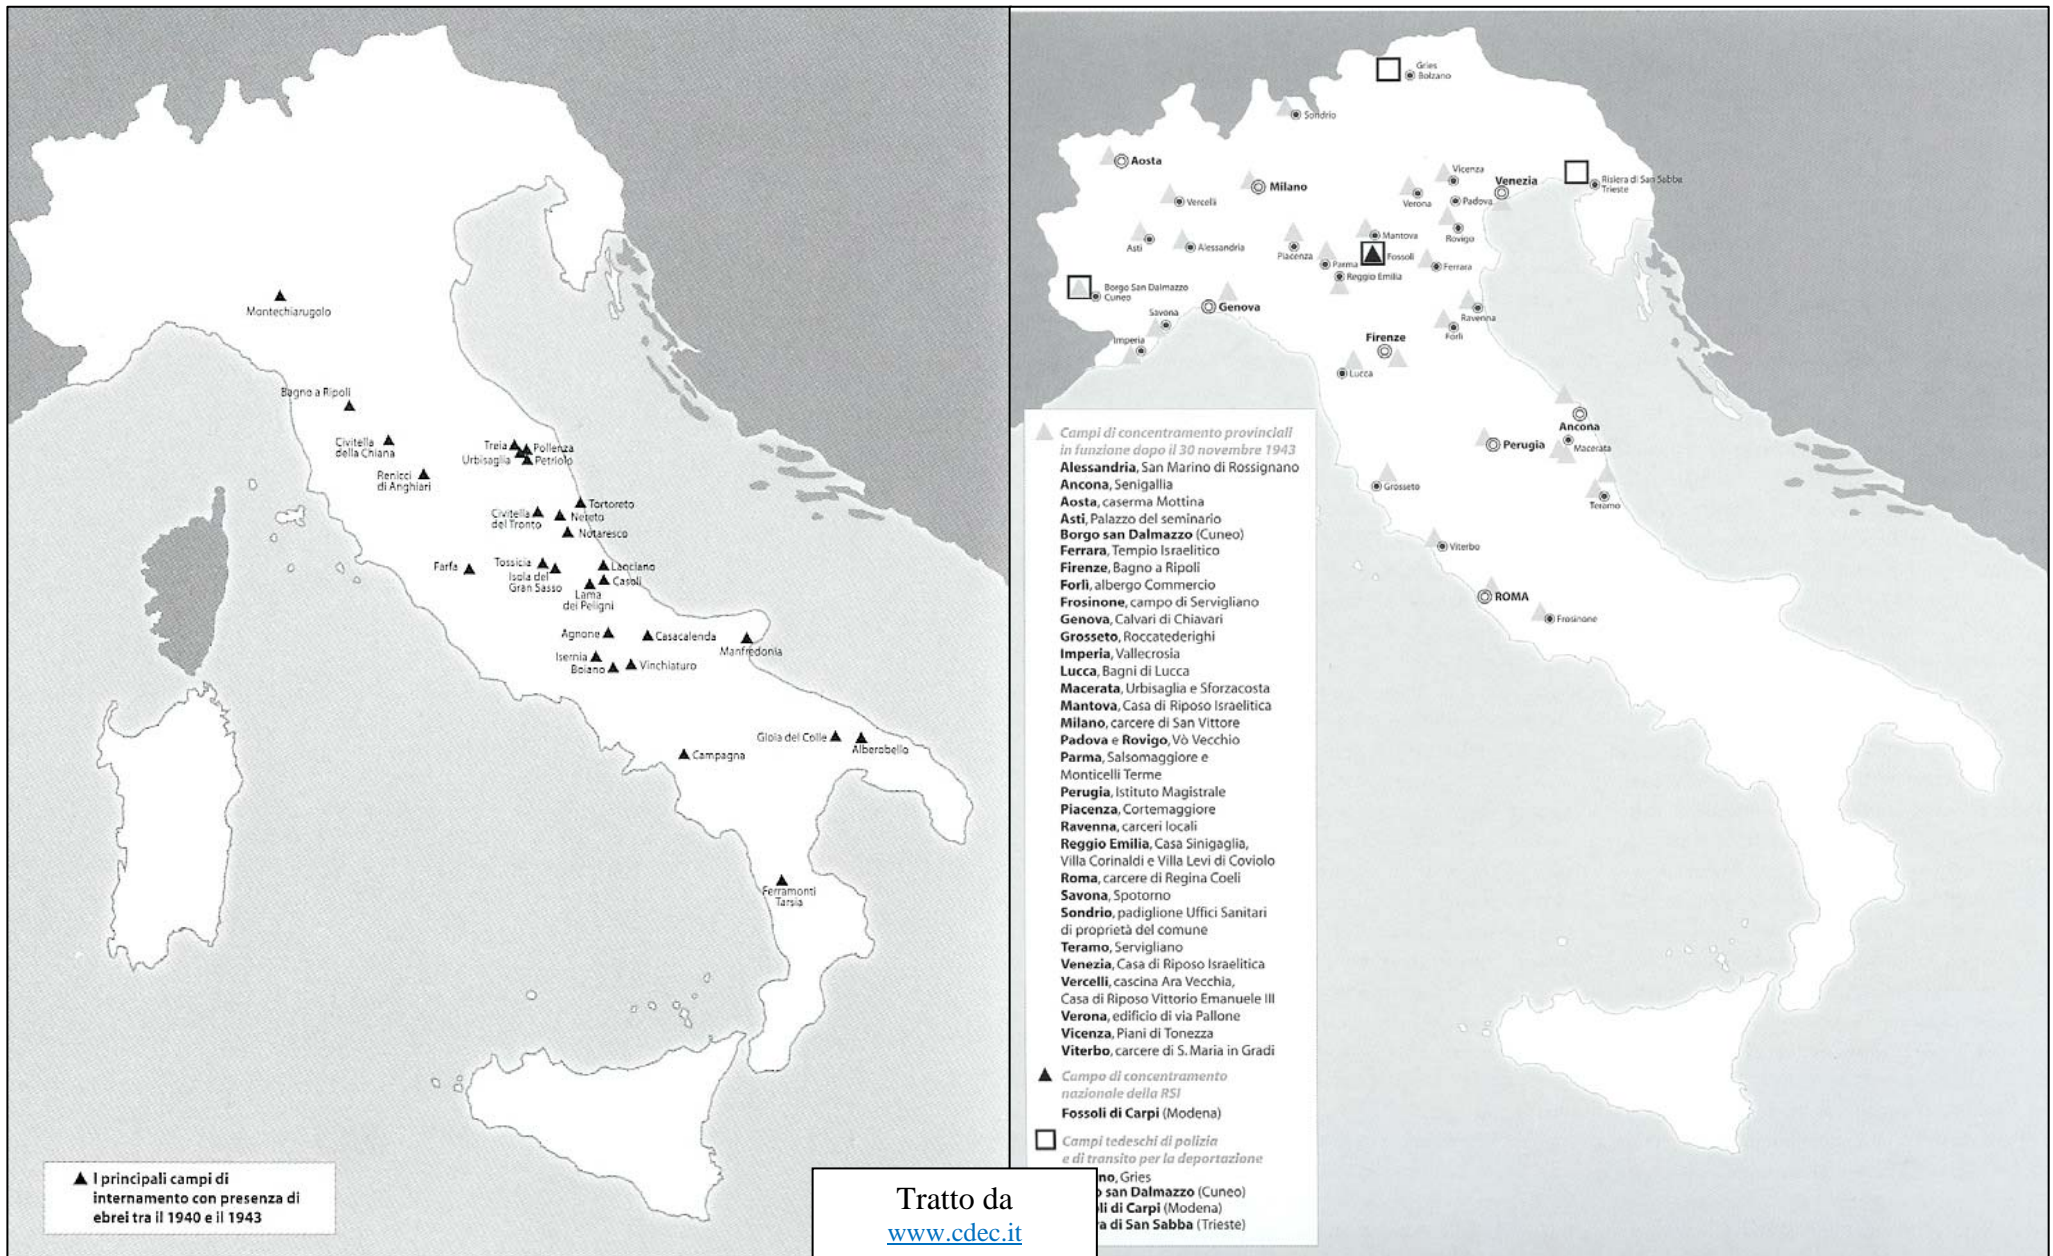 Montechiarugolo
Bagno a Ripoli
Civitella
della Chiana
Renicci
di Anghiari
Treia
Pollenza
Urbisaglia
Petriolo
Tortoreto
Civitella
del Tronto
Nereto
Notaresco
Farfa
Tossicia
Isola del
Gran Sasso
Lanciano
Casoli
Lama
dei Peligni
Agnone
Casacalenda
Manfredonia
Isernia
Boiano
Vinchiaturo
Gioia del Colle
Alberobello
Campagna
Ferramonti
Tarsia
I principali campi di
internamento con presenza di
ebrei tra il 1940 e il 1943
Tratto da
www.cdec.it
Gries
Bolzano
Sondrio
Aosta
Milano
Vercelli
Vicenza
Verona
Padova
Venezia
Risiera di San Sabba
Trieste
Asti
Alessandria
Piacenza
Mantova
Rovigo
Parma
Fossoli
Reggio Emilia
Ferrara
Borgo San Dalmazzo
Cuneo
Genova
Savona
Imperia
Ravenna
Forlì
Firenze
Lucca
Ancona
Perugia
Macerata
Grosseto
Teramo
Viterbo
ROMA
Frosinone
Campi di concentramento provinciali
in funzione dopo il 30 novembre 1943
Alessandria, San Marino di Rossignano
Ancona, Senigallia
Aosta, caserma Mottina
Asti, Palazzo del seminario
Borgo san Dalmazzo (Cuneo)
Ferrara, Tempio Israelitico
Firenze, Bagno a Ripoli
Forlì, albergo Commercio
Frosinone, campo di Servigliano
Genova, Calvari di Chiavari
Grosseto, Roccatederighi
Imperia, Vallecrosia
Lucca, Bagni di Lucca
Macerata, Urbisaglia e Sforzacosta
Mantova, Casa di Riposo Israelitica
Milano, carcere di San Vittore
Padova e Rovigo, Vò Vecchio
Parma, Salsomaggiore e
Monticelli Terme
Perugia, Istituto Magistrale
Piacenza, Cortemaggiore
Ravenna, carceri locali
Reggio Emilia, Casa Sinigaglia,
Villa Corinaldi e Villa Levi di Coviolo
Roma, carcere di Regina Coeli
Savona, Spotorno
Sondrio, padiglione Uffici Sanitari
di proprietà del comune
Teramo, Servigliano
Venezia, Casa di Riposo Israelitica
Vercelli, cascina Ara Vecchia,
Casa di Riposo Vittorio Emanuele III
Verona, edificio di via Pallone
Vicenza, Piani di Tonezza
Viterbo, carcere di S. Maria in Gradi
Campo di concentramento
nazionale della RSI
Fossoli di Carpi (Modena)
Campi tedeschi di polizia
e di transito per la deportazione
no, Gries
san Dalmazzo (Cuneo)
li di Carpi (Modena)
ra di San Sabba (Trieste)